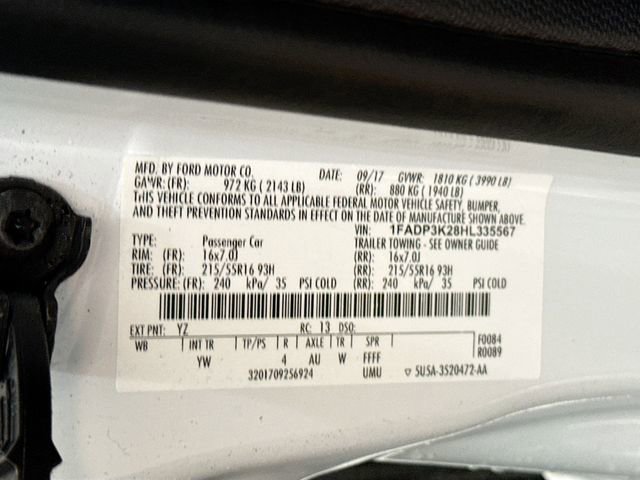 MFD. BY FORD MOTOR CO. DATE: 09/17 GVWR: 1810 KG ( 3990 LB)
GAWR: (FR): 972 KG ( 2143 LB) (RR): 880 KG ( 1940 LB)
THIS VEHICLE CONFORMS TO ALL APPLICABLE FEDERAL MOTOR VEHICLE SAFETY, BUMPER,
AND THEFT PREVENTION STANDARDS IN EFFECT ON THE DATE OF MANUFACTURE SHOWN ABOVE.
VIN: 1FADP3K28HL335567
TYPE: Passenger Car TRAILER TOWING - SEE OWNER GUIDE
RIM: (FR): 16x7.0J (RR): 16x7.0J
TIRE: (FR): 215/55R16 93H (RR): 215/55R16 93H
PRESSURE: (FR): 240 kPa/ 35 PSI COLD (RR): 240 kPa/ 35 PSI COLD
EXT PNT: YZ RC: 13 DSO: F0084
WB INT TR TP/PS R AXLE TR SPR R0089
YW 4 AU W FFFF
3201709256924 UMU ▽ SU5A-3520472-AA